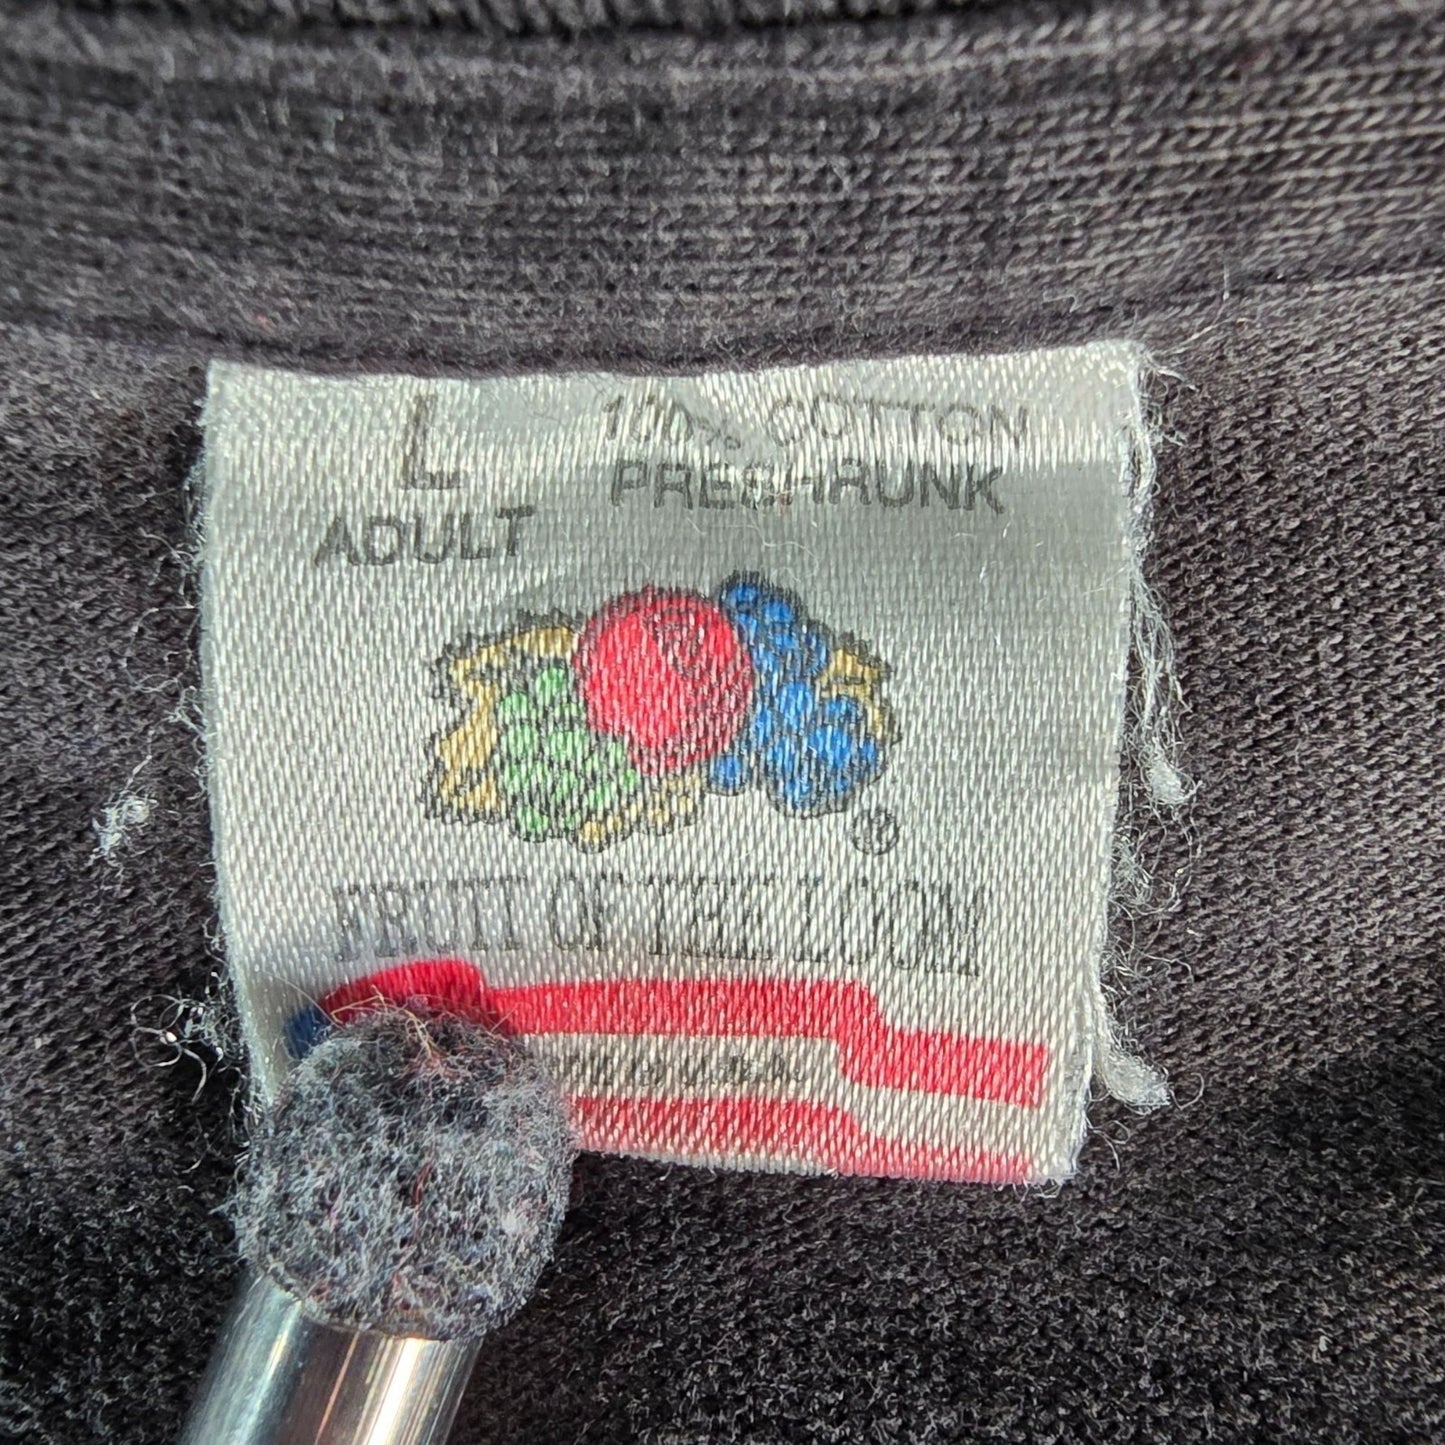 L
ADULT
100% COTTON
PRESHRUNK
®
FRUIT OF THE LOOM